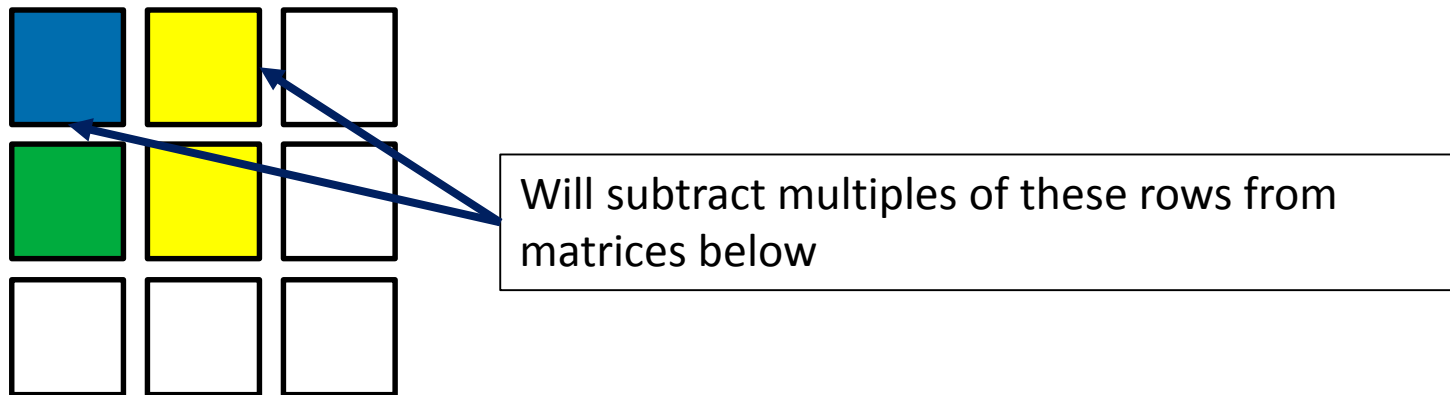 Will subtract multiples of these rows from
matrices below